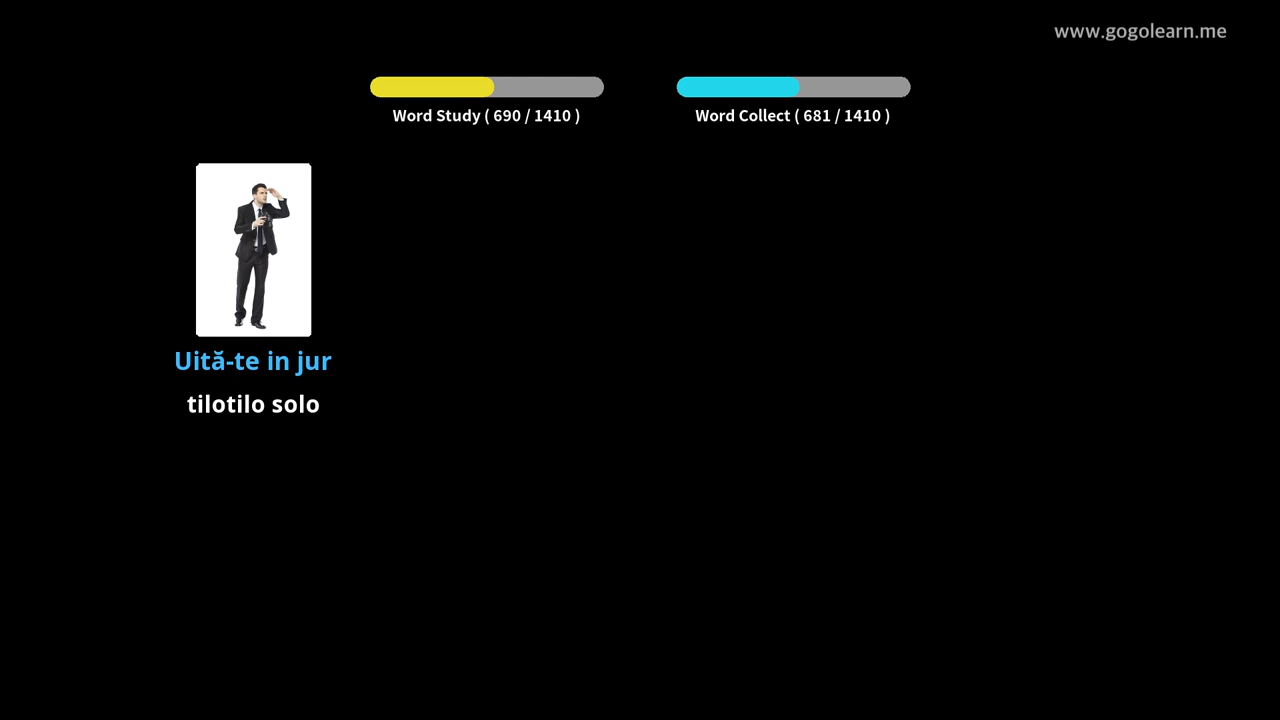 www.gogolearn.me
Word Study ( 690 / 1410 )
Word Collect ( 681 / 1410 )
Uită-te in jur
tilotilo solo